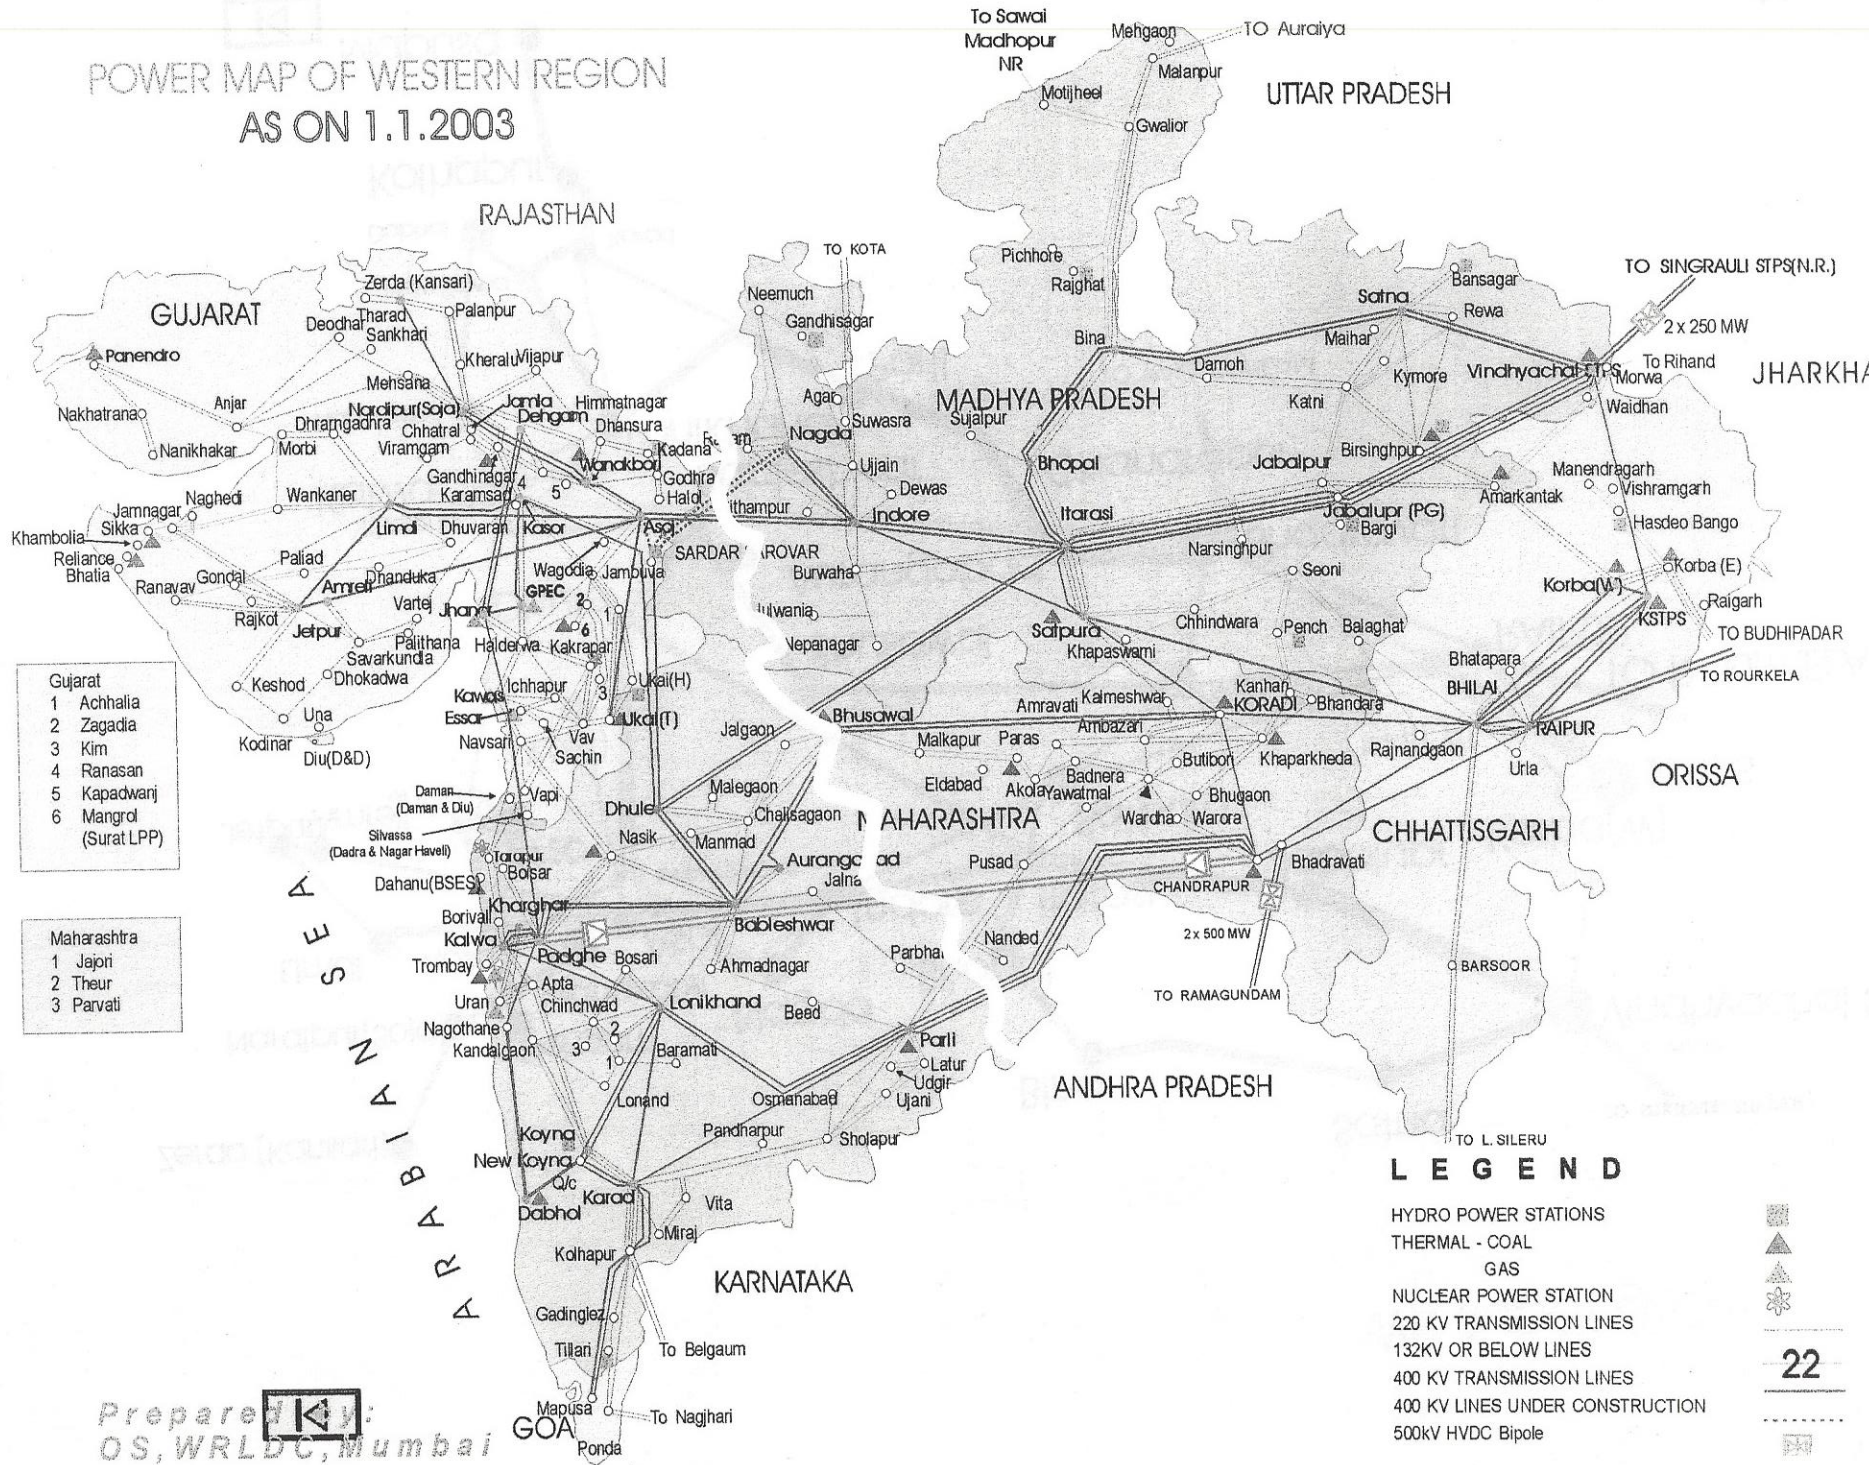 POWER MAP OF WESTERN REGION
AS ON 1.1.2003
To Sawai
Madhopur
NR
Mehgaon
TO Auraiya
Malanpur
Motijheel
Gwalior
UTTAR PRADESH
RAJASTHAN
TO KOTA
Pichhore
Rajghat
Bansagar
TO SINGRAULI STPS(N.R.)
GUJARAT
Zerda (Kansari)
Tharad
Palanpur
Deodhar
Sankhari
Neemuch
Gandhisagar
Bina
Satna
Rewa
Maihar
2 x 250 MW
Panendro
Kheralu
Vijapur
Mehsana
Damoh
Kymore
Vindhyachal STPS
To Rihand
Morwa
JHARKHA
Nakhatrana
Anjar
Nardipur(Soja)
Jamla
Dehgam
Himmatnagar
Agar
MADHYA PRADESH
Katni
Waidhan
Dhramgadhra
Chhatral
Dhansura
Suwasra
Sujalpur
Nanikhakar
Morbi
Viramgam
Kadana
Nagda
Birsinghpur
Gandhinagar
Wanakbori
Godhra
Ujjain
Bhopal
Jabalpur
Manendragarh
Vishramgarh
Naghedi
Wankaner
Karamsad
4
5
Halol
Dewas
Amarkantak
Jamnagar
Sikka
Limdi
Dhuvaran
Kasor
Asoj
ithampur
Indore
Itarasi
Jabalupr (PG)
Bargi
Hasdeo Bango
Khambolia
Reliance
Bhatia
Paliad
SARDAR AROVAR
Narsinghpur
Ranavav
Gondal
Dhanduka
Wagodia
Jambuva
Burwaha
Seoni
Korba(W)
Korba (E)
Rajkot
Amreli
Vartej
Jhanor
GPEC
2
1
6
ulwania
Chhindwara
Raigarh
KSTPS
Jetpur
Palithana
Halderwa
Kakrapar
Nepanagar
Satpura
Khapaswami
Pench
Balaghat
TO BUDHIPADAR
Savarkundla
Dhokadwa
Bhatapara
TO ROURKELA
Keshod
Kawas
Ichhapur
3
Ukai(H)
Kalmeshwar
Kanhan
BHILAI
Una
Essar
Ukai(T)
Bhusawal
Amravati
KORADI
Bhandara
Kodinar
Diu(D&D)
Navsari
Vav
Sachin
Jalgaon
Malkapur
Paras
Ambazari
Rajnandgaon
RAIPUR
Eldabad
Badnera
Butibori
Khaparkheda
Urla
ORISSA
Akola
Yawatmal
Bhugaon
Daman
(Daman & Diu)
Vapi
Malegaon
Dhule
Chalisagaon
AHARASHTRA
Wardha
Warora
CHHATTISGARH
Silvassa
(Dadra & Nagar Haveli)
Nasik
Manmad
Tarapur
Boisar
Pusad
Bhadravati
Dahanu(BSES)
Jalna
CHANDRAPUR
Kharghar
Borivali
Bableshwar
2 x 500 MW
Kalwa
Padghe
Nanded
Trombay
Bosari
Ahmadnagar
BARSOOR
Uran
Apta
Chinchwad
Lonikhand
TO RAMAGUNDAM
Nagothane
Beed
Kandalgaon
2
3
1
Baramati
Parli
Latur
Udgir
Lonand
Osmanabad
Ujani
ANDHRA PRADESH
Koyna
Pandharpur
Sholapur
TO L. SILERU
New Koyna
Q/c
Dabhol
Karad
Vita
Miraj
Kolhapur
KARNATAKA
Gadinglez
Tillari
To Belgaum
Mapusa
To Nagjhari
GOA
Ponda
ARABIAN SEA
Gujarat
1 Achhalia
2 Zagadia
3 Kim
4 Ranasan
5 Kapadwanj
6 Mangrol
(Surat LPP)
Maharashtra
1 Jajori
2 Theur
3 Parvati
LEGEND
HYDRO POWER STATIONS
THERMAL - COAL
GAS
NUCLEAR POWER STATION
220 KV TRANSMISSION LINES
132KV OR BELOW LINES
400 KV TRANSMISSION LINES
400 KV LINES UNDER CONSTRUCTION
500kV HVDC Bipole
22
Prepared by:
OS,WRLDC,Mumbai